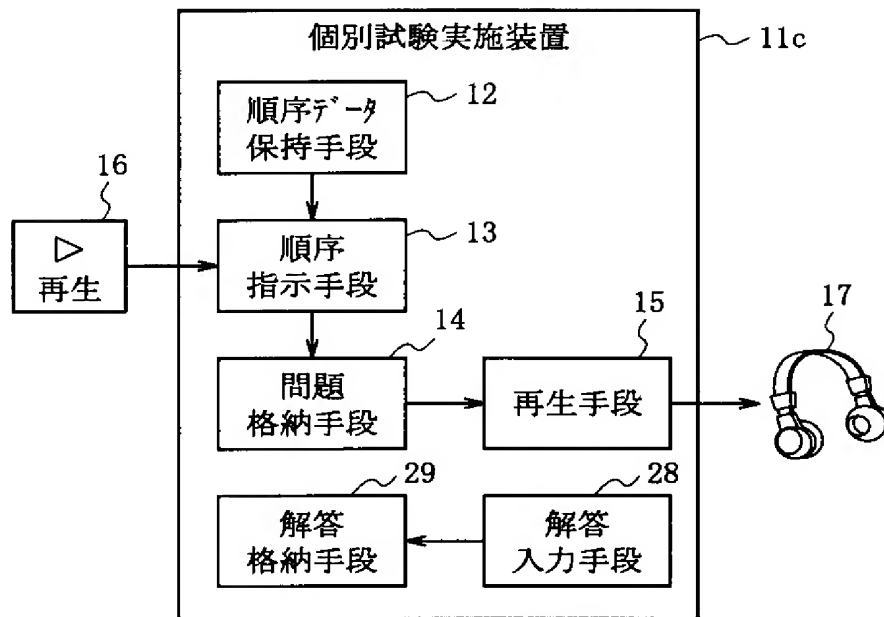 個別試験実施装置
11c
順序データ
保持手段
12
16
▷
再生
順序
指示手段
13
14
問題
格納手段
15
再生手段
17
29
解答
格納手段
28
解答
入力手段